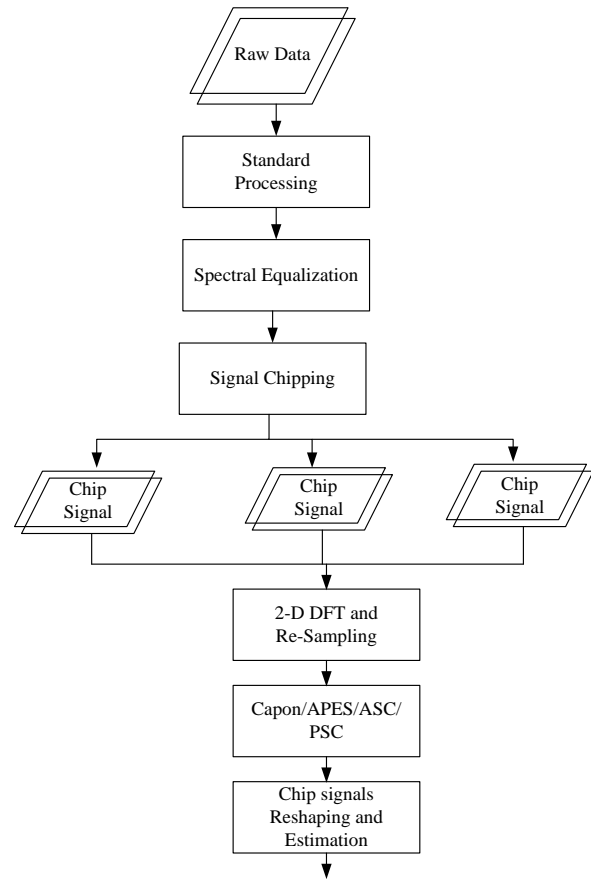 Raw Data
Standard
Processing
Spectral Equalization
Signal Chipping
Chip
Signal
Chip
Signal
Chip
Signal
2-D DFT and
Re-Sampling
Capon/APES/ASC/
PSC
Chip signals
Reshaping and
Estimation